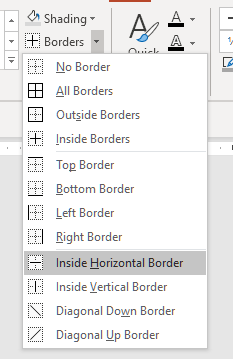 Shading
Borders
Quick
No Border
All Borders
Outside Borders
Inside Borders
Top Border
Bottom Border
Left Border
Right Border
Inside Horizontal Border
Inside Vertical Border
Diagonal Down Border
Diagonal Up Border